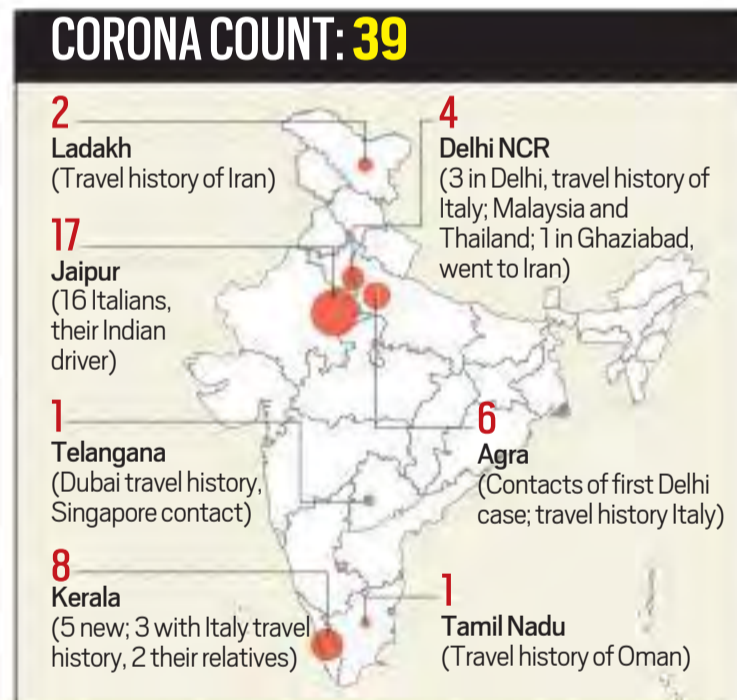 CORONA COUNT: 39
2
Ladakh
(Travel history of Iran)
4
Delhi NCR
(3 in Delhi, travel history of
Italy; Malaysia and
Thailand; 1 in Ghaziabad,
went to Iran)
17
Jaipur
(16 Italians,
their Indian
driver)
1
Telangana
(Dubai travel history,
Singapore contact)
6
Agra
(Contacts of first Delhi
case; travel history Italy)
8
Kerala
(5 new; 3 with Italy travel
history, 2 their relatives)
1
Tamil Nadu
(Travel history of Oman)